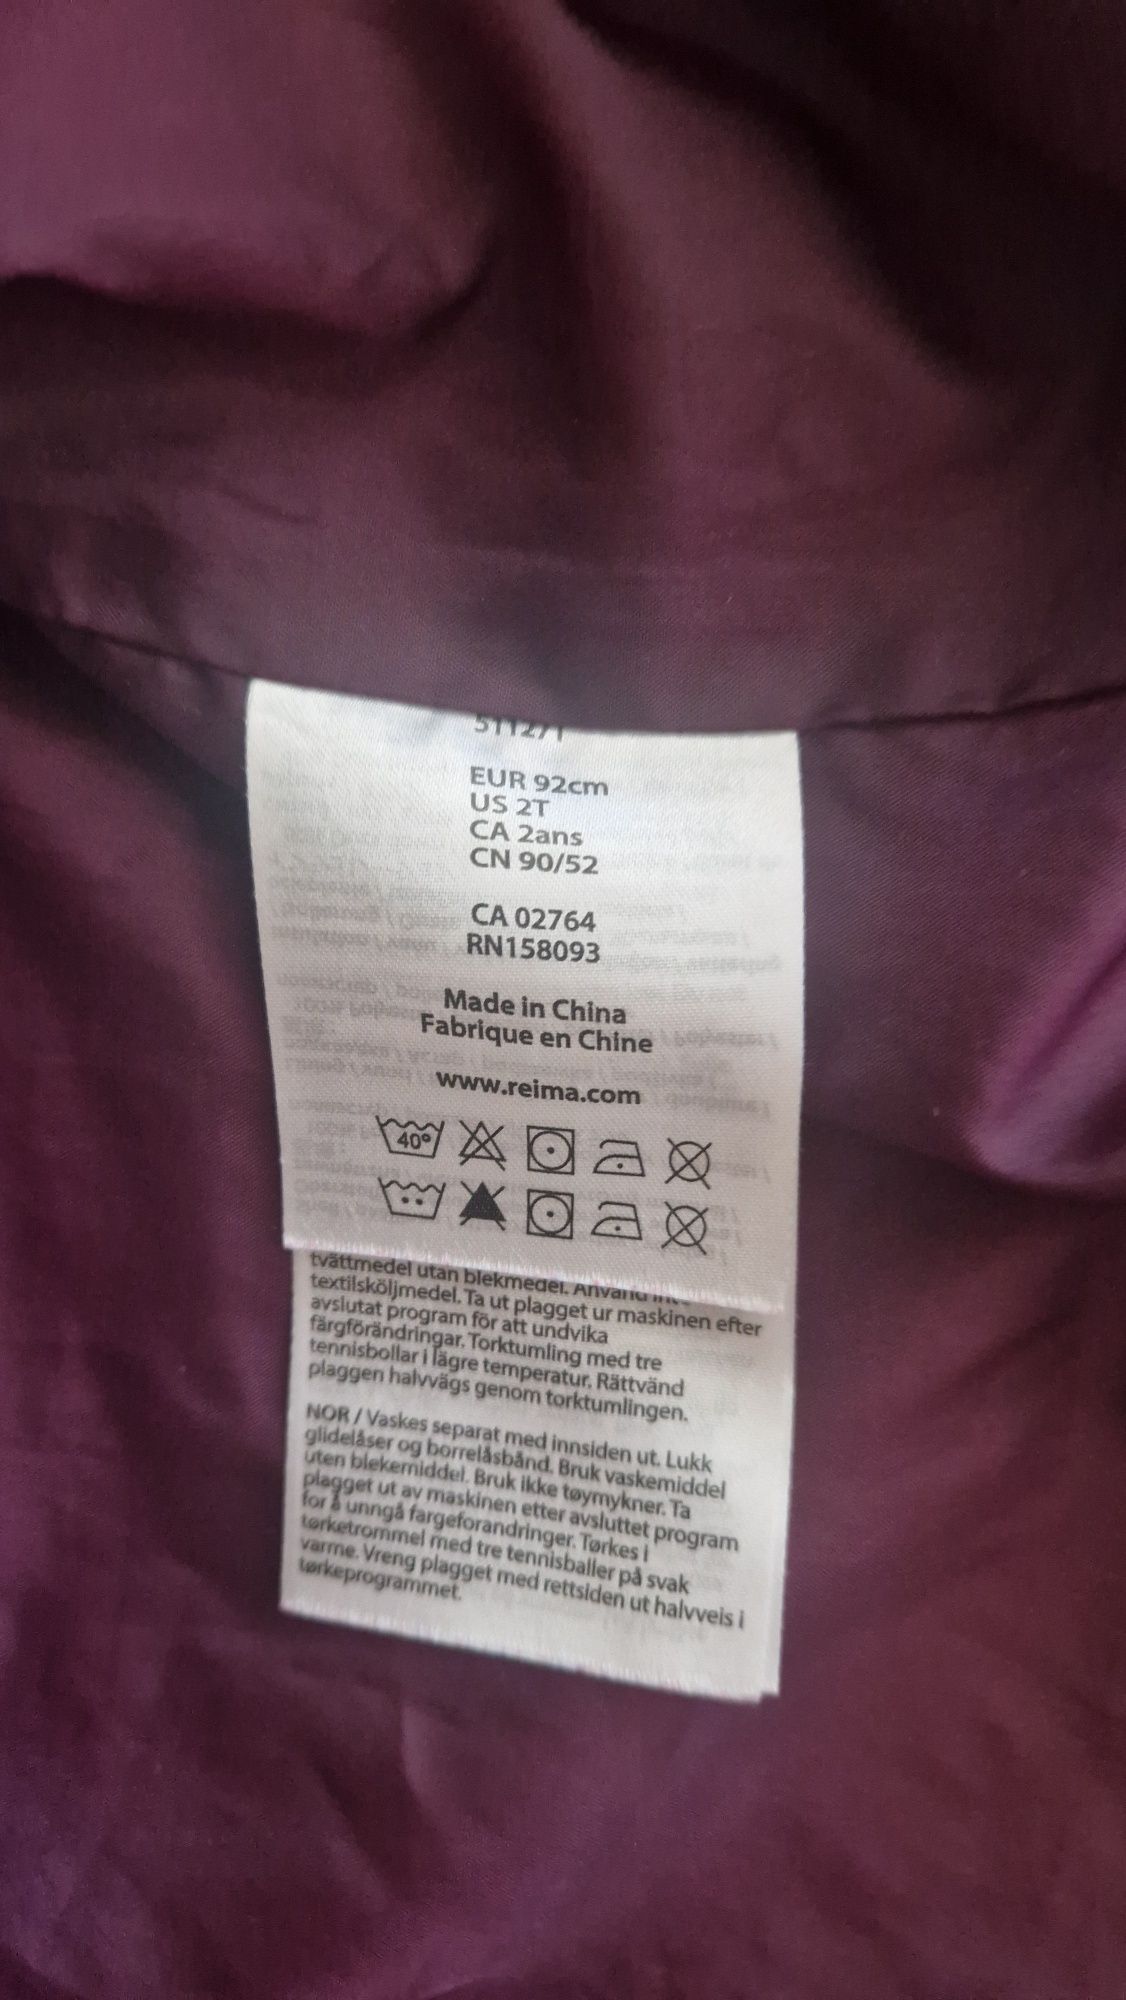 511271
EUR 92cm
US 2T
CA 2ans
CN 90/52
CA 02764
RN158093
Made in China
Fabrique en Chine
www.reima.com
40°
tvättmedel utan blekmedel. Använd
textilsköljmedel. Ta ut plagget ur maskinen efter
avslutat program för att undvika
färgförändringar. Torktumling med tre
tennisbollar i lägre temperatur. Rättvänd
plaggen halvvägs genom torktumlingen.
NOR / Vaskes separat med innsiden ut. Lukk
glidelåser og borrelåsbånd. Bruk vaskemiddel
uten blekemiddel. Bruk ikke tøymykner. Ta
plagget ut av maskinen etter avsluttet program
for å unngå fargeforandringer. Tørkes i
tørketrommel med tre tennisballer på svak
varme. Vreng plagget med rettsiden ut halvveis i
tørkeprogrammet.